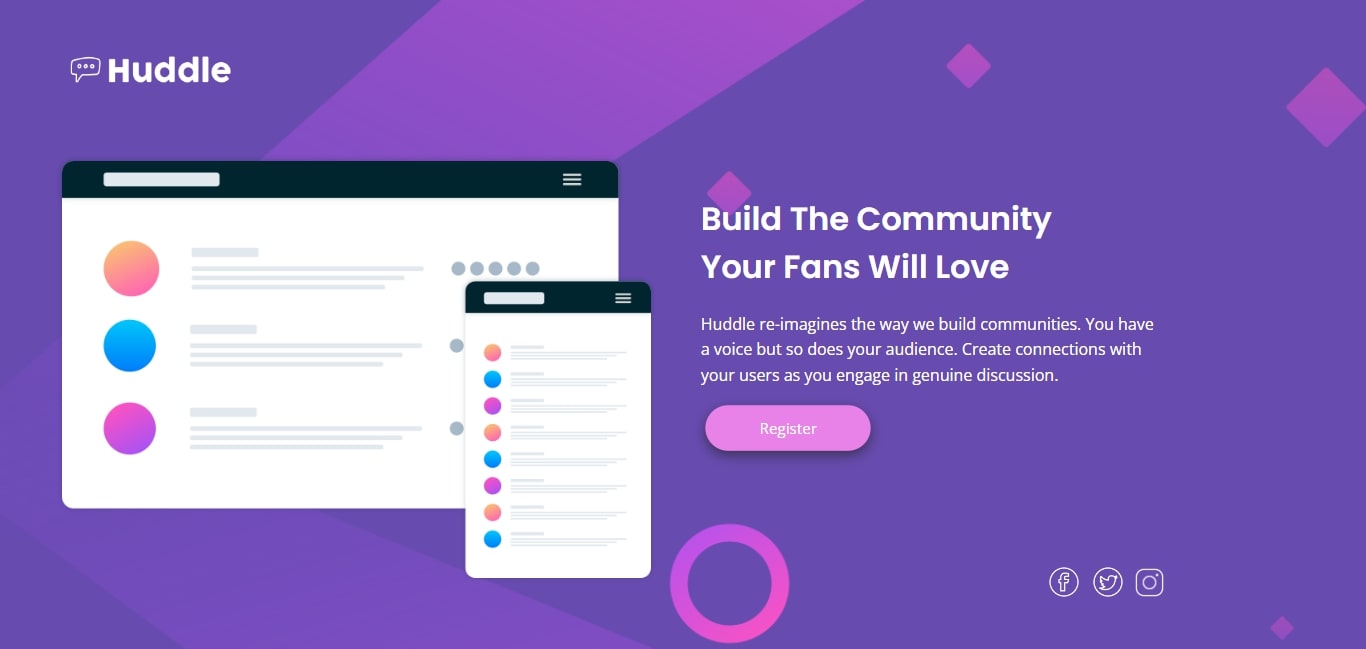 Huddle
Build The Community
Your Fans Will Love
Huddle re-imagines the way we build communities. You have
a voice but so does your audience. Create connections with
your users as you engage in genuine discussion.
Register